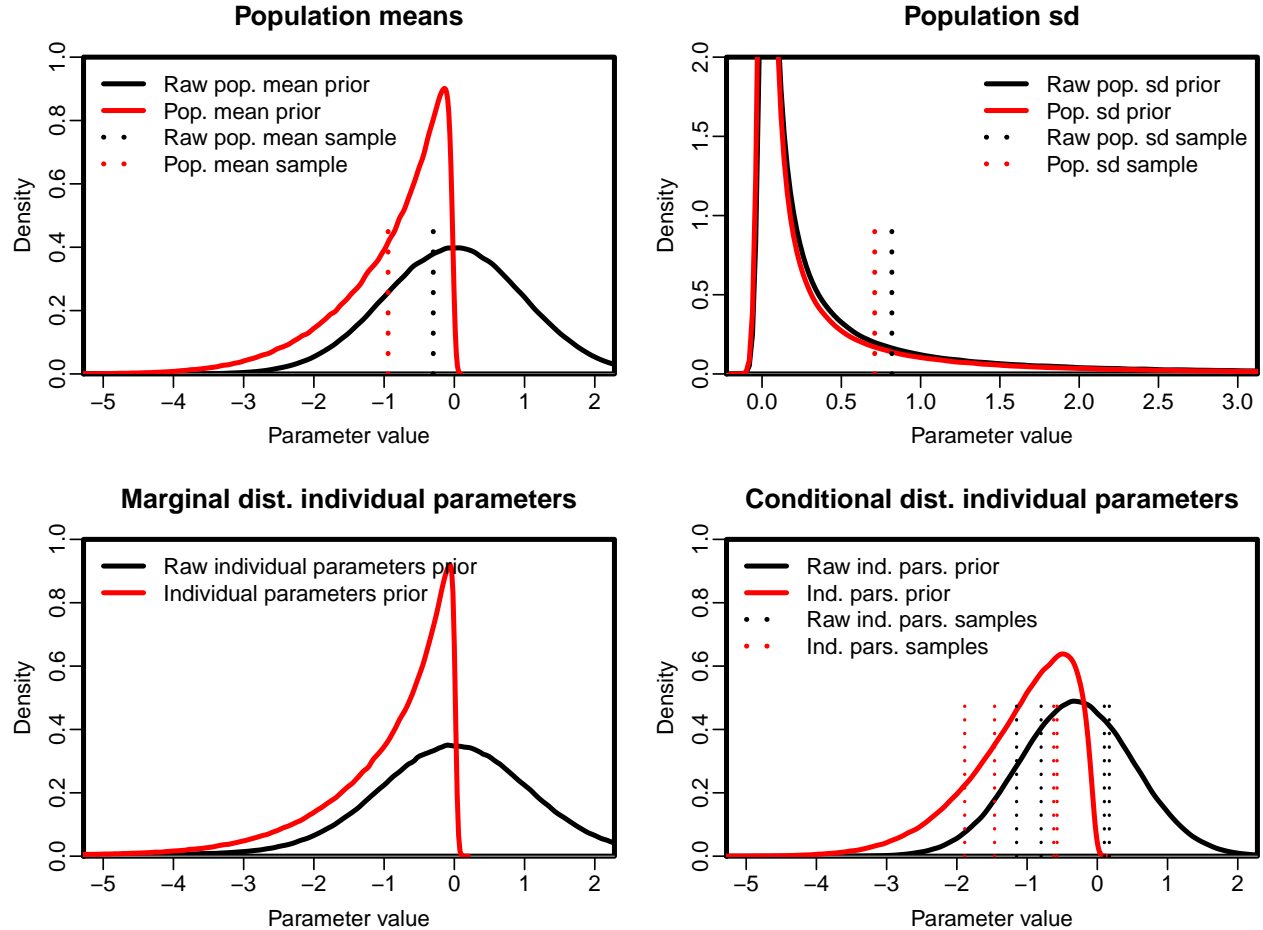 Population means
1.0
0.8
0.6
0.4
0.2
0.0
Density
Raw pop. mean prior
Pop. mean prior
Raw pop. mean sample
Pop. mean sample
−5 −4 −3 −2 −1 0 1 2
Parameter value
Population sd
2.0
1.5
1.0
0.5
0.0
Density
Raw pop. sd prior
Pop. sd prior
Raw pop. sd sample
Pop. sd sample
0.0 0.5 1.0 1.5 2.0 2.5 3.0
Parameter value
Marginal dist. individual parameters
1.0
0.8
0.6
0.4
0.2
0.0
Density
Raw individual parameters prior
Individual parameters prior
−5 −4 −3 −2 −1 0 1 2
Parameter value
Conditional dist. individual parameters
1.0
0.8
0.6
0.4
0.2
0.0
Density
Raw ind. pars. prior
Ind. pars. prior
Raw ind. pars. samples
Ind. pars. samples
−5 −4 −3 −2 −1 0 1 2
Parameter value